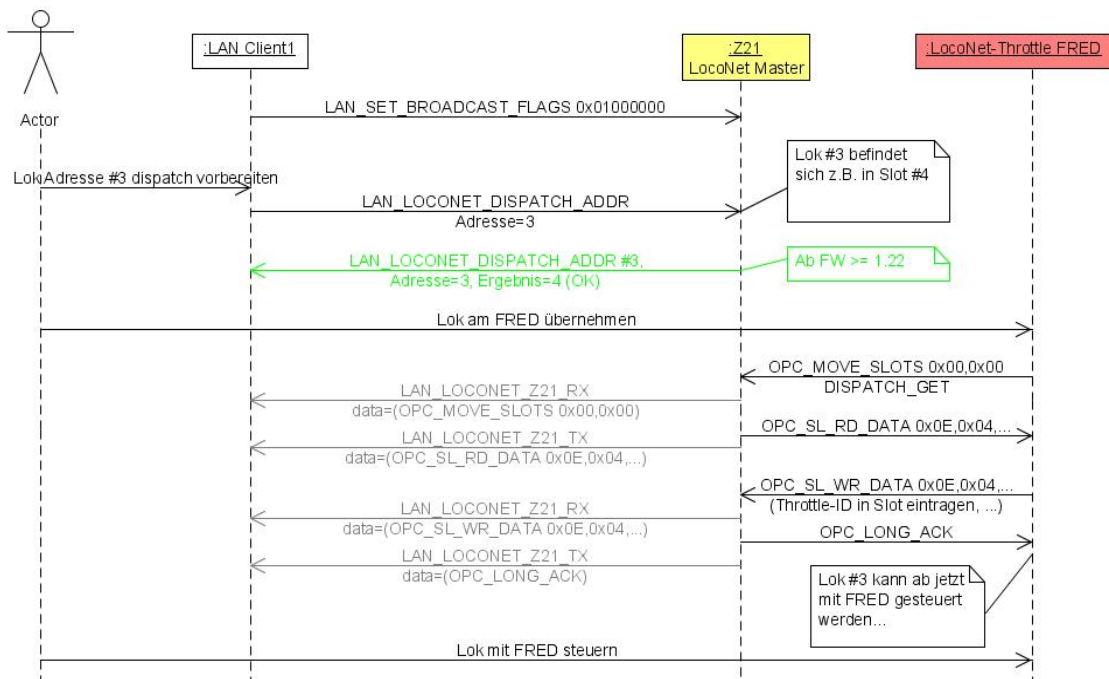 :LAN Client1
:Z21
LocoNet Master
:LocoNet-Throttle FRED
Actor
LAN_SET_BROADCAST_FLAGS 0x01000000
Lok #3 befindet
sich z.B. in Slot #4
Lok Adresse #3 dispatch vorbereiten
LAN_LOCONET_DISPATCH_ADDR
Adresse=3
LAN_LOCONET_DISPATCH_ADDR #3,
Adresse=3, Ergebnis=4 (OK)
Ab FW >= 1.22
Lok am FRED übernehmen
OPC_MOVE_SLOTS 0x00,0x00
DISPATCH_GET
LAN_LOCONET_Z21_RX
data=(OPC_MOVE_SLOTS 0x00,0x00)
OPC_SL_RD_DATA 0x0E,0x04,...
LAN_LOCONET_Z21_TX
data=(OPC_SL_RD_DATA 0x0E,0x04,...)
OPC_SL_WR_DATA 0x0E,0x04,...
(Throttle-ID in Slot eintragen, ...)
LAN_LOCONET_Z21_RX
data=(OPC_SL_WR_DATA 0x0E,0x04,...)
OPC_LONG_ACK
LAN_LOCONET_Z21_TX
data=(OPC_LONG_ACK)
Lok #3 kann ab jetzt
mit FRED gesteuert
werden...
Lok mit FRED steuern